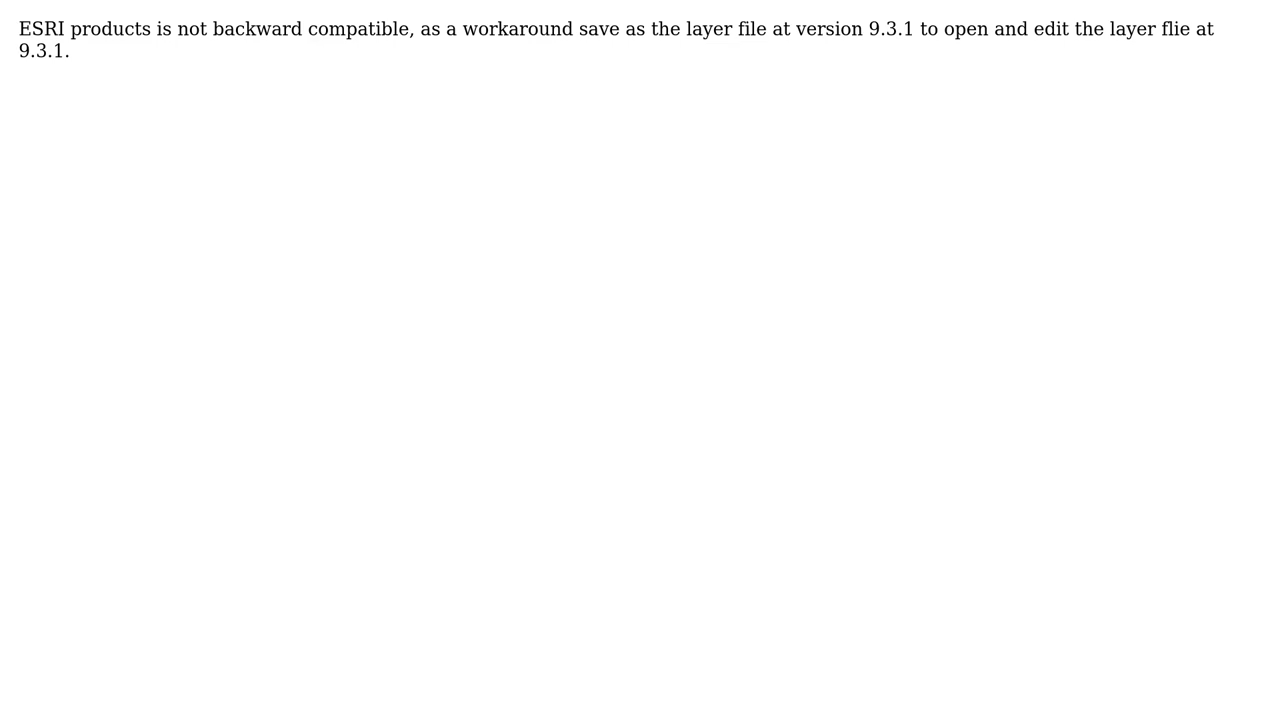 ESRI products is not backward compatible, as a workaround save as the layer file at version 9.3.1 to open and edit the layer flie at
9.3.1.